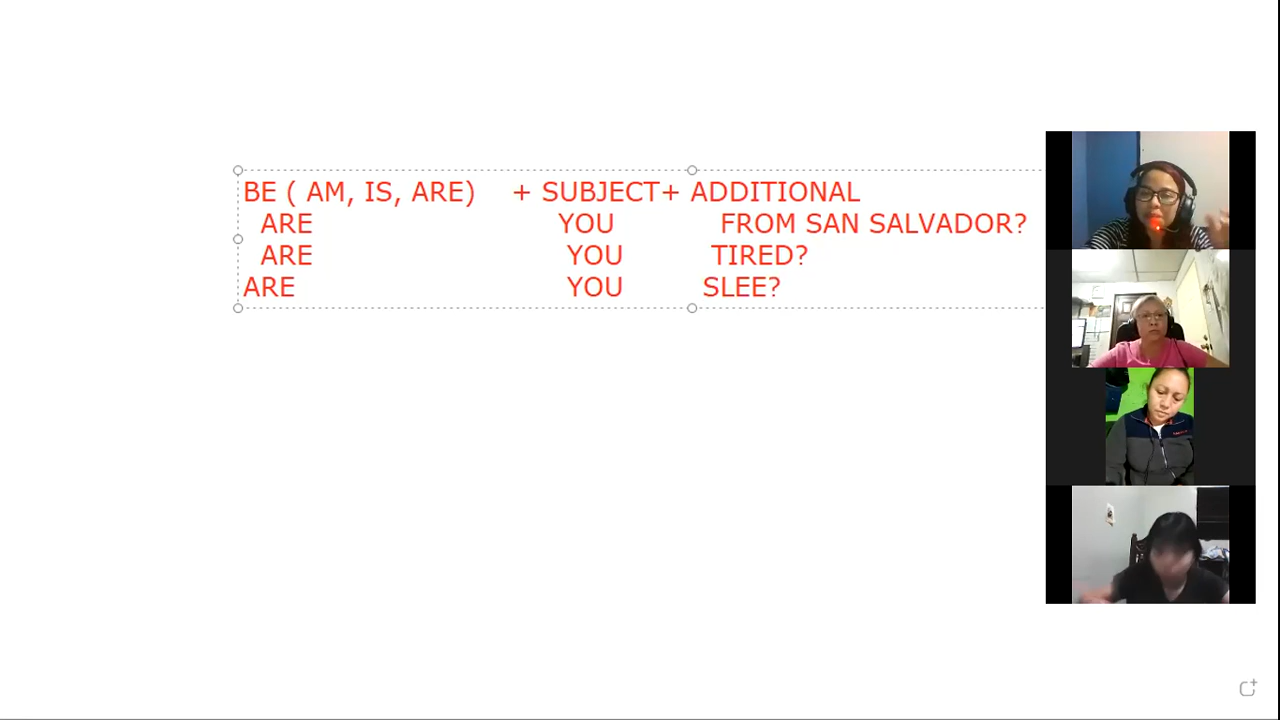 BE ( AM, IS, ARE) + SUBJECT+ ADDITIONAL
ARE YOU FROM SAN SALVADOR?
ARE YOU TIRED?
ARE YOU SLEE?